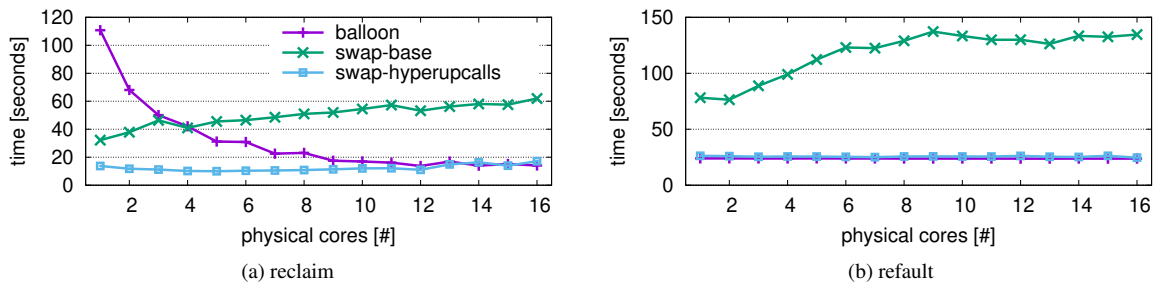 120
100
80
60
40
20
0
time [seconds]
balloon
swap-base
swap-hyperupcalls
2 4 6 8 10 12 14 16
physical cores [#]
(a) reclaim
150
100
50
0
time [seconds]
2 4 6 8 10 12 14 16
physical cores [#]
(b) refault